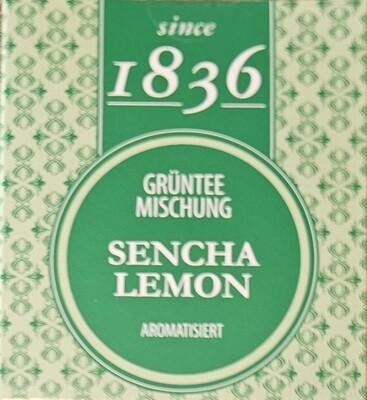 since
1836
GRÜNTEE
MISCHUNG
SENCHA
LEMON
AROMATISIERT